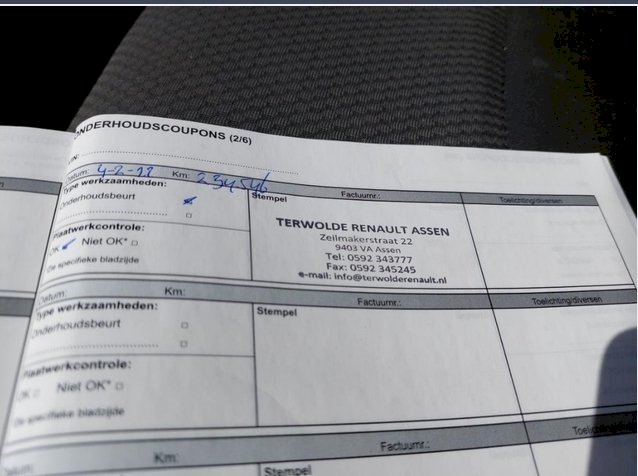 ONDERHOUDSCOUPONS (2/6)
Datum: 4-2-22 Km: 234546 Factuurnr.: Toelichting/diversen
Type werkzaamheden:
Onderhoudsbeurt
Plaatwerkcontrole:
OK Niet OK*
Zie specifieke bladzijde
Stempel
TERWOLDE RENAULT ASSEN
Zeilmakerstraat 22
9403 VA Assen
Tel: 0592 343777
Fax: 0592 345245
e-mail: info@terwolderenault.nl
Datum: Km: Factuurnr.: Toelichting/diversen
Type werkzaamheden:
Onderhoudsbeurt
Plaatwerkcontrole:
OK Niet OK*
Zie specifieke bladzijde
Stempel
Datum: Km: Factuurnr.:
Stempel